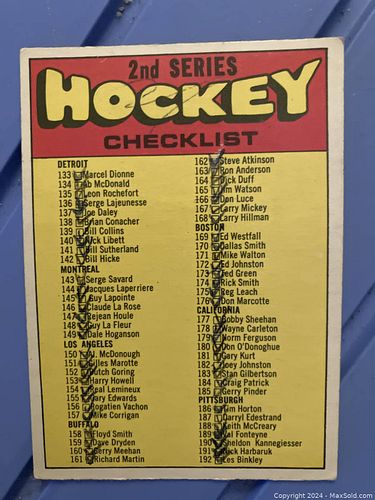 2nd SERIES
HOCKEY
CHECKLIST
DETROIT
133 Marcel Dionne
134 Ab McDonald
135 Leon Rochefort
136 Serge Lajeunesse
137 Joe Daley
138 Brian Conacher
139 Bill Collins
140 Nick Libett
141 Bill Sutherland
142 Bill Hicke
MONTREAL
143 Serge Savard
144 Jacques Laperriere
145 Guy Lapointe
146 Claude La Rose
147 Rejean Houle
148 Guy La Fleur
149 Dale Hoganson
LOS ANGELES
150 Al McDonough
151 Gilles Marotte
152 Butch Goring
153 Harry Howell
154 Real Lemieux
155 Gary Edwards
156 Rogatien Vachon
157 Mike Corrigan
BUFFALO
158 Floyd Smith
159 Dave Dryden
160 Gerry Meehan
161 Richard Martin
162 Steve Atkinson
163 Ron Anderson
164 Dick Duff
165 Jim Watson
166 Don Luce
167 Larry Mickey
168 Larry Hillman
BOSTON
169 Ed Westfall
170 Dallas Smith
171 Mike Walton
172 Ed Johnston
173 Ted Green
174 Rick Smith
175 Reg Leach
176 Don Marcotte
CALIFORNIA
177 Bobby Sheehan
178 Wayne Carleton
179 Norm Ferguson
180 Don O'Donoghue
181 Gary Kurt
182 Joey Johnston
183 Stan Gilbertson
184 Craig Patrick
185 Gerry Pinder
PITTSBURGH
186 Tim Horton
187 Darryl Edestrand
188 Keith McCreary
189 Val Fonteyne
190 Sheldon Kannegiesser
191 Nick Harbaruk
192 Les Binkley
Copyright © 2024 - MaxSold.com